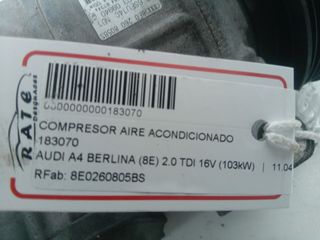 RATE
DESGUACES
0000000000183070
COMPRESOR AIRE ACONDICIONADO
183070
AUDI A4 BERLINA (8E) 2.0 TDI 16V (103kW) | 11.04
RFab: 8E0260805BS